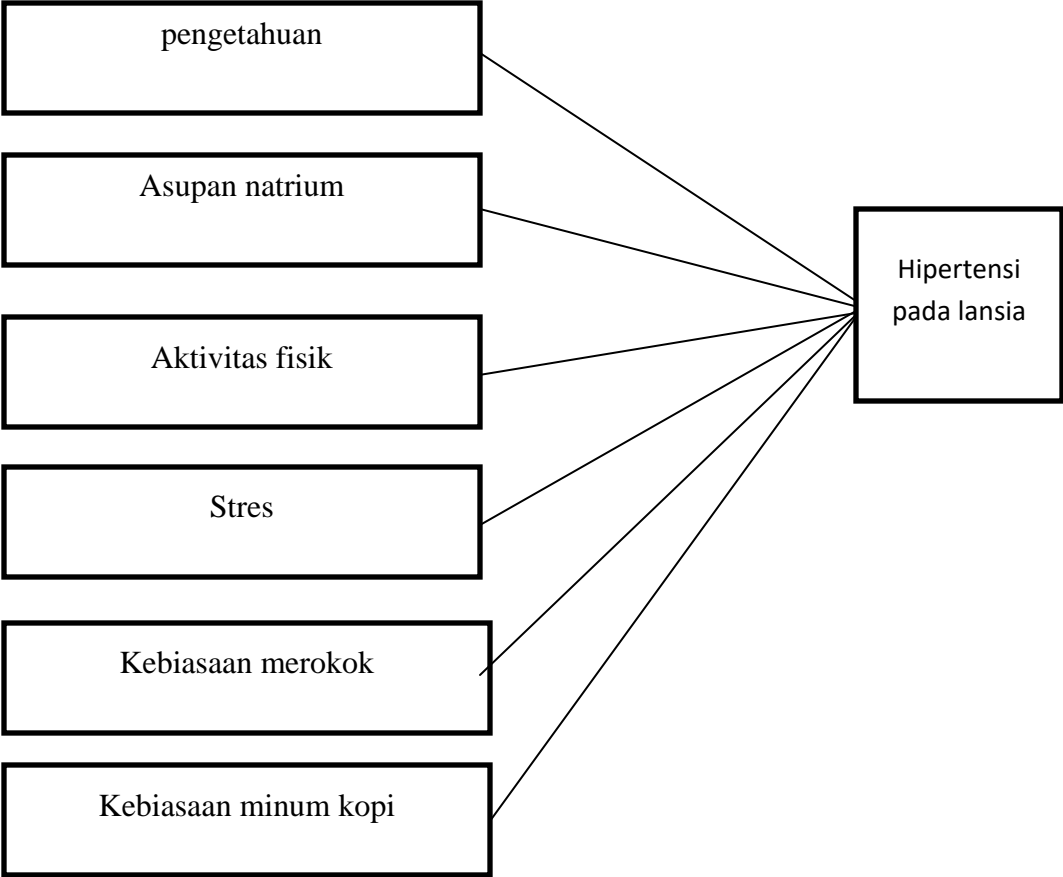 pengetahuan
Asupan natrium
Aktivitas fisik
Stres
Kebiasaan merokok
Kebiasaan minum kopi
Hipertensi
pada lansia